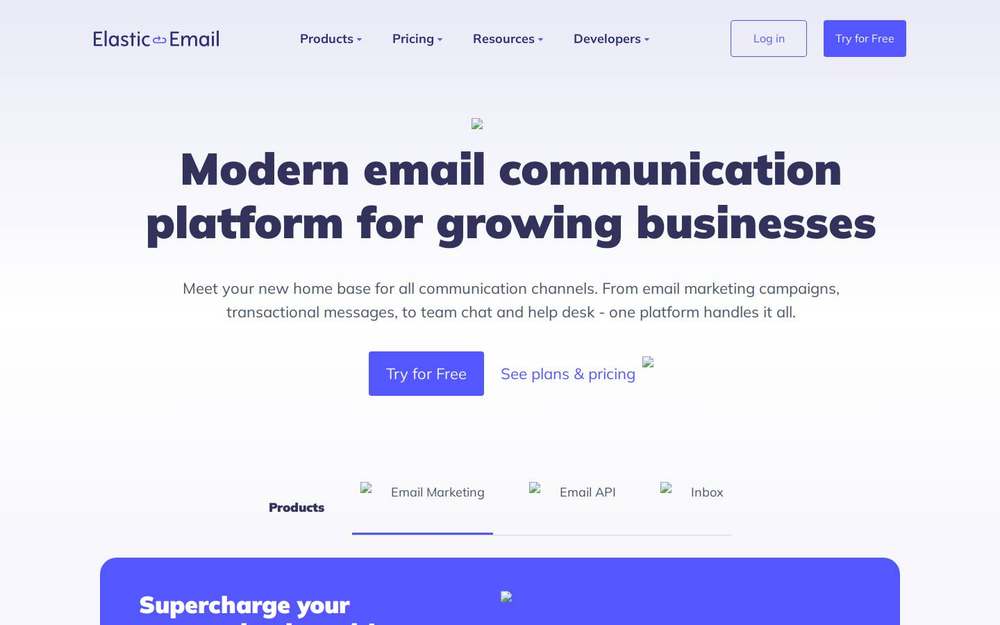 Elastic Email
Products
Pricing
Resources
Developers
Log in
Try for Free
Modern email communication
platform for growing businesses
Meet your new home base for all communication channels. From email marketing campaigns,
transactional messages, to team chat and help desk - one platform handles it all.
Try for Free
See plans & pricing
Products
Email Marketing
Email API
Inbox
Supercharge your